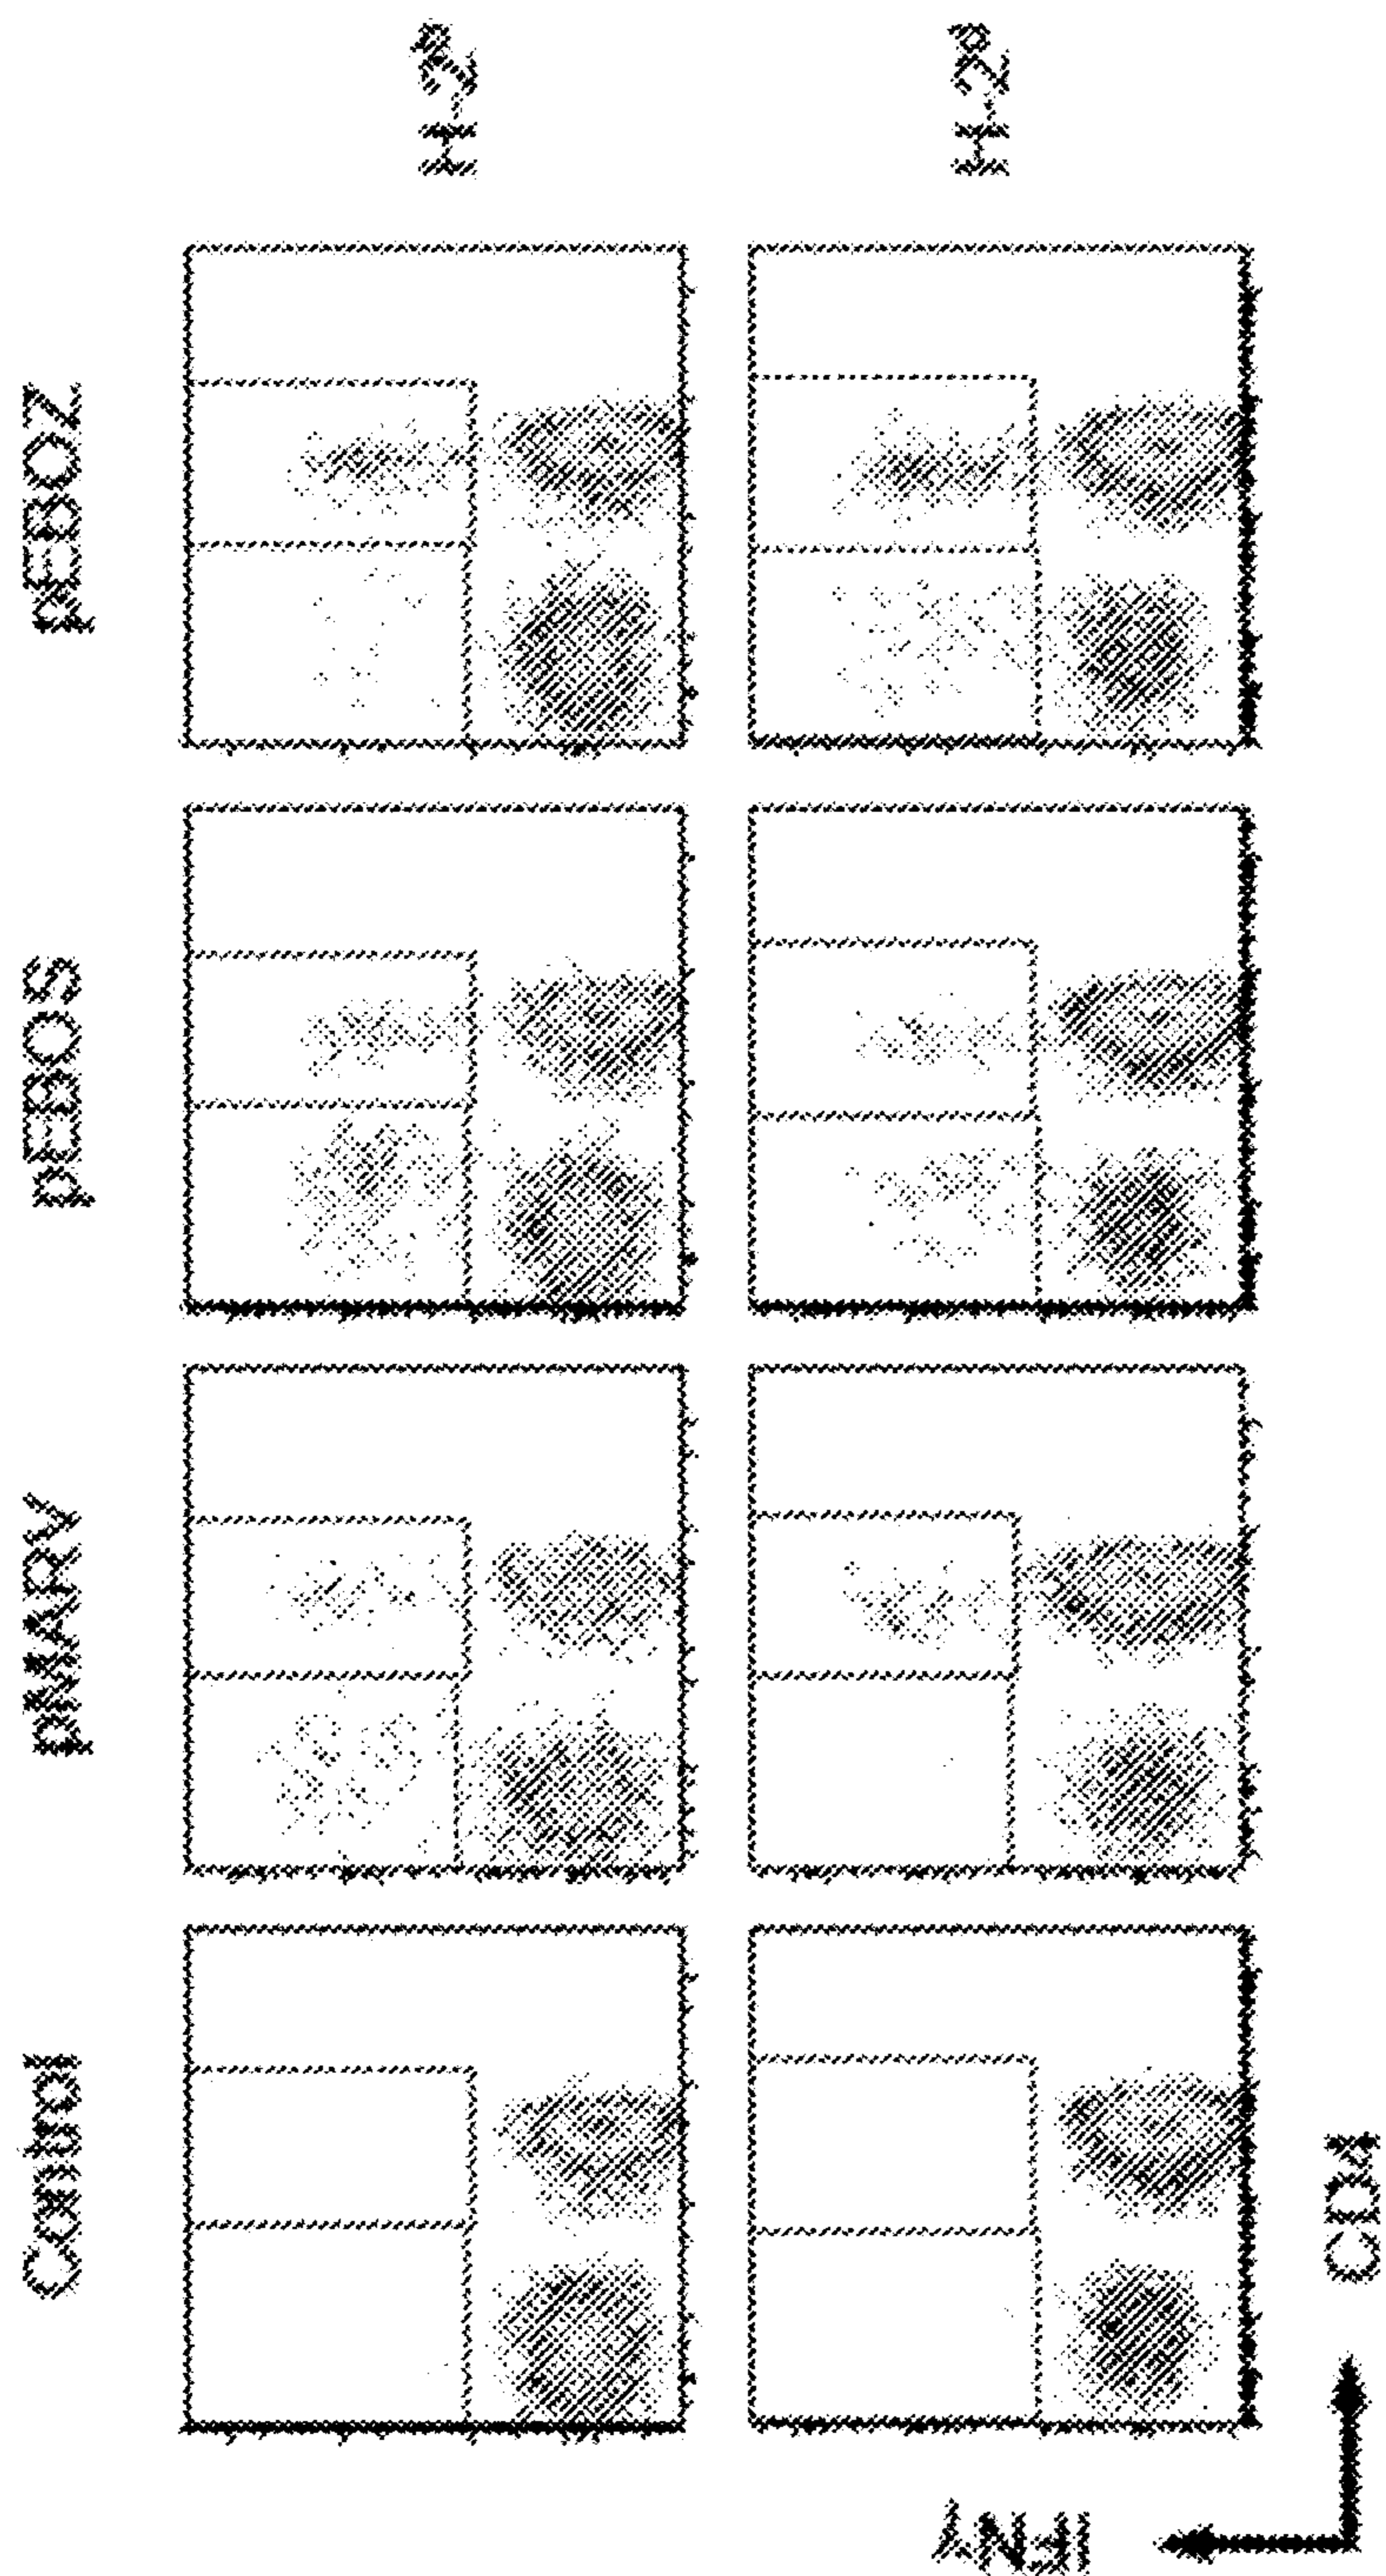 Control pMARV pEBOS pEBOZ
H-2ᵇ
H-2ᵈ
IFNγ
CD4